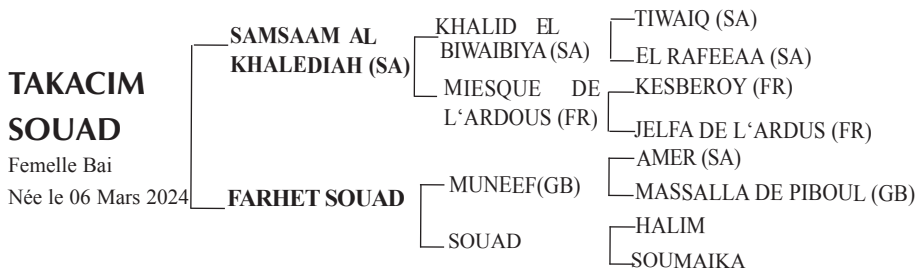 TAKACIM
SOUAD
Femelle Bai
Née le 06 Mars 2024
SAMSAAM AL
KHALEDIAH (SA)
FARHET SOUAD
KHALID EL
BIWAIBIYA(SA)
MIESQUE DE
L‘ARDOUS (FR)
MUNEEF(GB)
SOUAD
TIWAIQ (SA)
EL RAFEEAA (SA)
KESBEROY (FR)
JELFA DE L‘ARDUS (FR)
AMER (SA)
MASSALLA DE PIBOUL (GB)
HALIM
SOUMAIKA